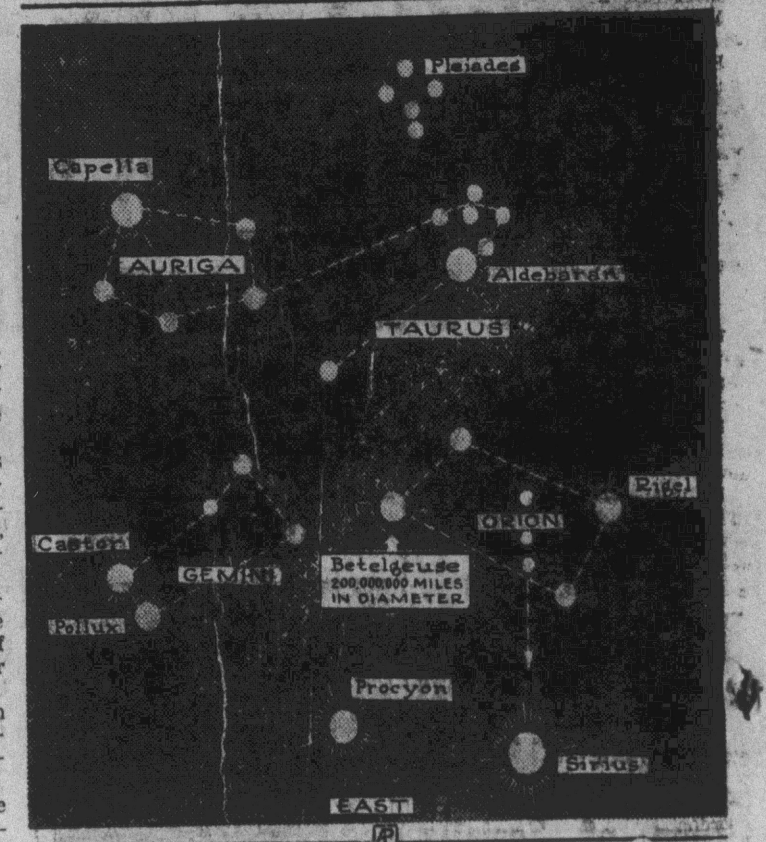 Pleiades
Capella
AURIGA
Aldebaran
TAURUS
Rigel
ORION
Castor
GEMINI
Betelgeuse
200,000,000 MILES
IN DIAMETER
Pollux
Procyon
Sirius
EAST
AP